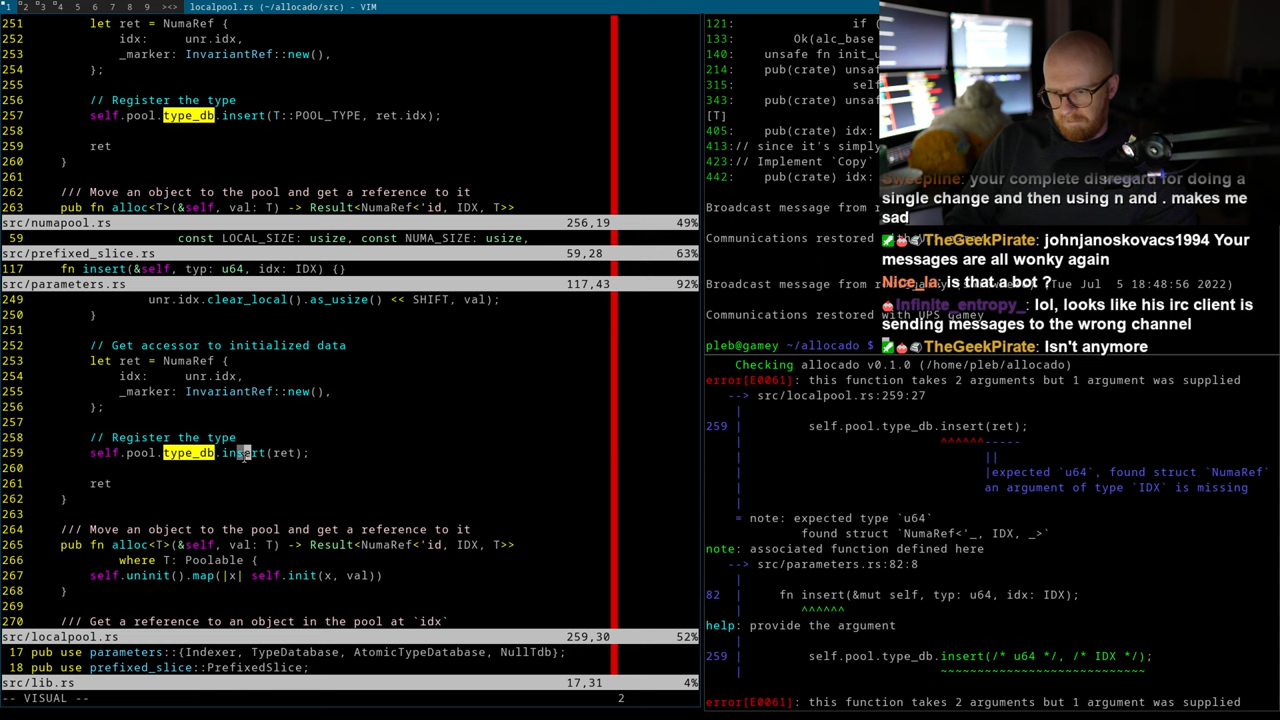 1 2 3 4 5 6 7 8 9 ><> localpool.rs (~/allocado/src) - VIM
251 let ret = NumaRef {
252 idx: unr.idx,
253 _marker: InvariantRef::new(),
254 };
255
256 // Register the type
257 self.pool.type_db.insert(T::POOL_TYPE, ret.idx);
258
259 ret
260 }
261
262 /// Move an object to the pool and get a reference to it
263 pub fn alloc<T>(&self, val: T) -> Result<NumaRef<'id, IDX, T>>
src/numapool.rs 256,19 49%
59 const LOCAL_SIZE: usize, const NUMA_SIZE: usize,
src/prefixed_slice.rs 59,28 63%
117 fn insert(&self, typ: u64, idx: IDX) {}
src/parameters.rs 117,43 92%
249 unr.idx.clear_local().as_usize() << SHIFT, val);
250 }
251
252 // Get accessor to initialized data
253 let ret = NumaRef {
254 idx: unr.idx,
255 _marker: InvariantRef::new(),
256 };
257
258 // Register the type
259 self.pool.type_db.insert(ret);
260
261 ret
262 }
263
264 /// Move an object to the pool and get a reference to it
265 pub fn alloc<T>(&self, val: T) -> Result<NumaRef<'id, IDX, T>>
266 where T: Poolable {
267 self.uninit().map(|x| self.init(x, val))
268 }
269
270 /// Get a reference to an object in the pool at `idx`
src/localpool.rs 259,30 52%
17 pub use parameters::{Indexer, TypeDatabase, AtomicTypeDatabase, NullTdb};
18 pub use prefixed_slice::PrefixedSlice;
src/lib.rs 17,31 4%
-- VISUAL -- 2
121: if (
133: Ok(alc_base
140: unsafe fn init_u
214: pub(crate) unsaf
315: self
343: pub(crate) unsaf
[T]
405: pub(crate) idx:
413:// since it's simply
423:// Implement `Copy`
442: pub(crate) idx:
Broadcast message from r
Communications restored
Broadcast message from r Tue Jul 5 18:48:56 2022)
Communications restored with UPS gamey
pleb@gamey ~/allocado $
Sweepline: your complete disregard for doing a
single change and then using n and . makes me
sad
TheGeekPirate: johnjanoskovacs1994 Your
messages are all wonky again
Nice_la: is that a bot ?
Infinite_entropy_: lol, looks like his irc client is
sending messages to the wrong channel
TheGeekPirate: Isn't anymore
Checking allocado v0.1.0 (/home/pleb/allocado)
error[E0061]: this function takes 2 arguments but 1 argument was supplied
--> src/localpool.rs:259:27
|
259 | self.pool.type_db.insert(ret);
| ^^^^^^-----
| ||
| |expected `u64`, found struct `NumaRef`
| an argument of type `IDX` is missing
|
= note: expected type `u64`
found struct `NumaRef<'_, IDX, _>`
note: associated function defined here
--> src/parameters.rs:82:8
|
82 | fn insert(&mut self, typ: u64, idx: IDX);
| ^^^^^^
help: provide the argument
|
259 | self.pool.type_db.insert(/* u64 */, /* IDX */);
| ~~~~~~~~~~~~~~~~~~~~~~~~~~~~
error[E0061]: this function takes 2 arguments but 1 argument was supplied